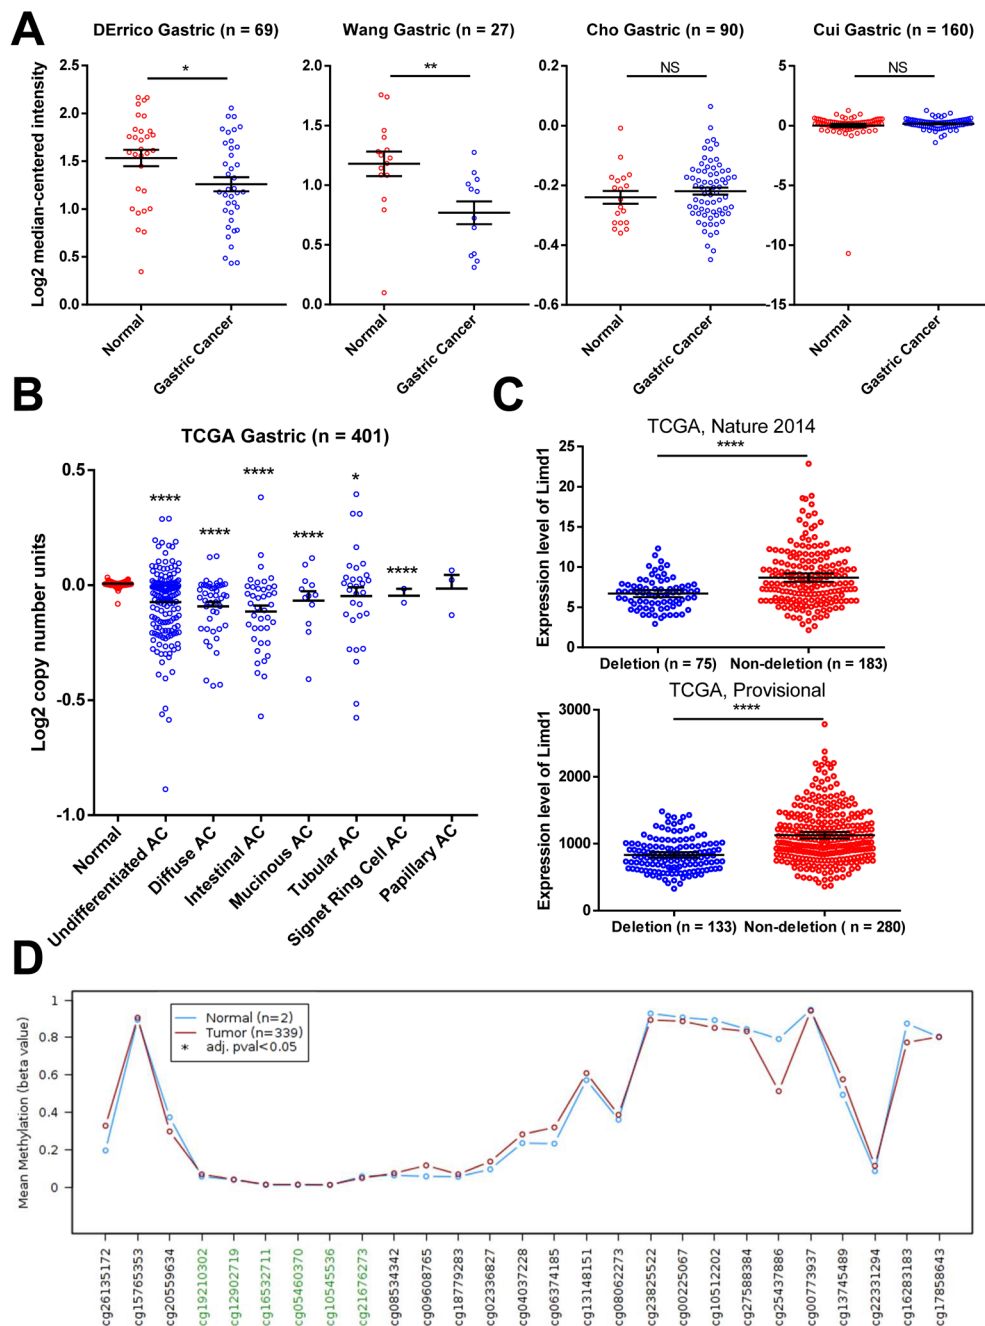 A
DErrico Gastric (n = 69)
Wang Gastric (n = 27)
Cho Gastric (n = 90)
Cui Gastric (n = 160)
Log2 median-centered intensity
2.5
2.0
1.5
1.0
0.5
0.0
*
Normal
Gastric Cancer
2.0
1.5
1.0
0.5
0.0
**
Normal
Gastric Cancer
0.2
0.0
-0.2
-0.4
-0.6
NS
Normal
Gastric Cancer
5
0
-5
-10
-15
NS
Normal
Gastric Cancer
B
TCGA Gastric (n = 401)
Log2 copy number units
0.5
0.0
-0.5
-1.0
****
****
****
****
*
****
Normal
Undifferentiated AC
Diffuse AC
Intestinal AC
Mucinous AC
Tubular AC
Signet Ring Cell AC
Papillary AC
C
TCGA, Nature 2014
****
Expression level of Limd1
25
20
15
10
5
0
Deletion (n = 75)
Non-deletion (n = 183)
TCGA, Provisional
****
Expression level of Limd1
3000
2000
1000
0
Deletion (n = 133)
Non-deletion ( n = 280)
D
Mean Methylation (beta value)
1
0.8
0.6
0.4
0.2
0
Normal (n=2)
Tumor (n=339)
* adj. pval<0.05
cg26135172
cg15765353
cg20559634
cg19210302
cg12902719
cg16532711
cg05460370
cg10545536
cg21676273
cg08534342
cg09608765
cg18779283
cg02336827
cg04037228
cg06374185
cg13148151
cg08062273
cg23825522
cg00225067
cg10512202
cg27588384
cg25437886
cg00773937
cg13745489
cg22331294
cg16283183
cg17858643